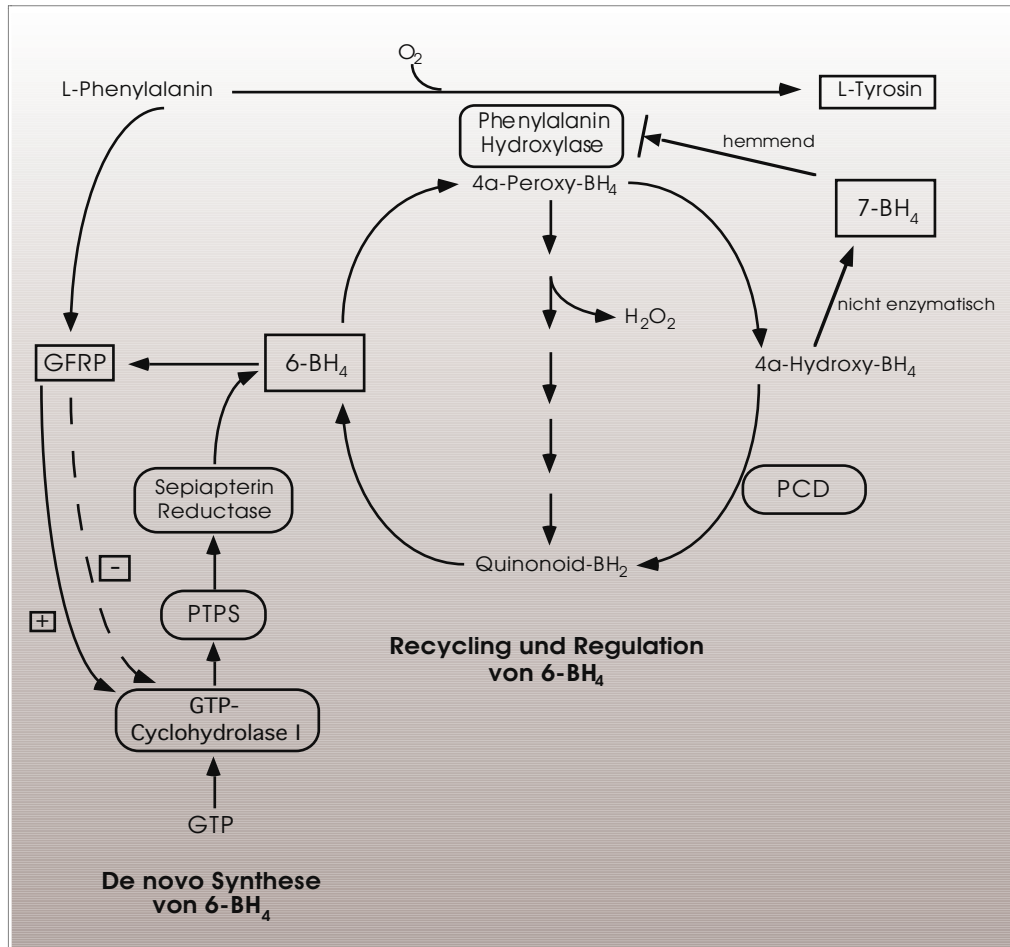 O₂
L-Phenylalanin
L-Tyrosin
Phenylalanin
Hydroxylase
hemmend
4a-Peroxy-BH₄
7-BH₄
nicht enzymatisch
H₂O₂
GFRP
6-BH₄
4a-Hydroxy-BH₄
Sepiapterin
Reductase
PCD
Quinonoid-BH₂
-
+
PTPS
Recycling und Regulation
von 6-BH₄
GTP-
Cyclohydrolase I
GTP
De novo Synthese
von 6-BH₄